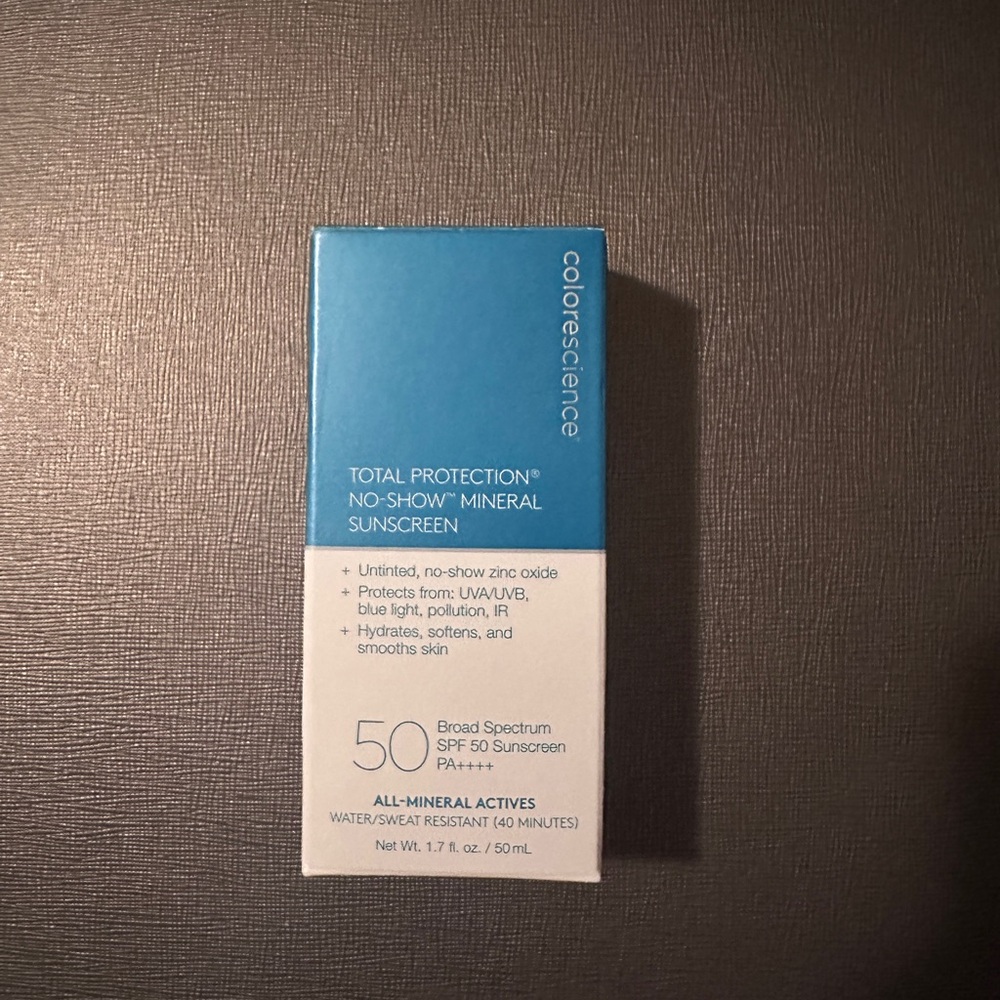 colorescience®
TOTAL PROTECTION®
NO-SHOW™ MINERAL
SUNSCREEN
+ Untinted, no-show zinc oxide
+ Protects from: UVA/UVB,
blue light, pollution, IR
+ Hydrates, softens, and
smooths skin
50
Broad Spectrum
SPF 50 Sunscreen
PA++++
ALL-MINERAL ACTIVES
WATER/SWEAT RESISTANT (40 MINUTES)
Net Wt. 1.7 fl. oz. / 50 mL